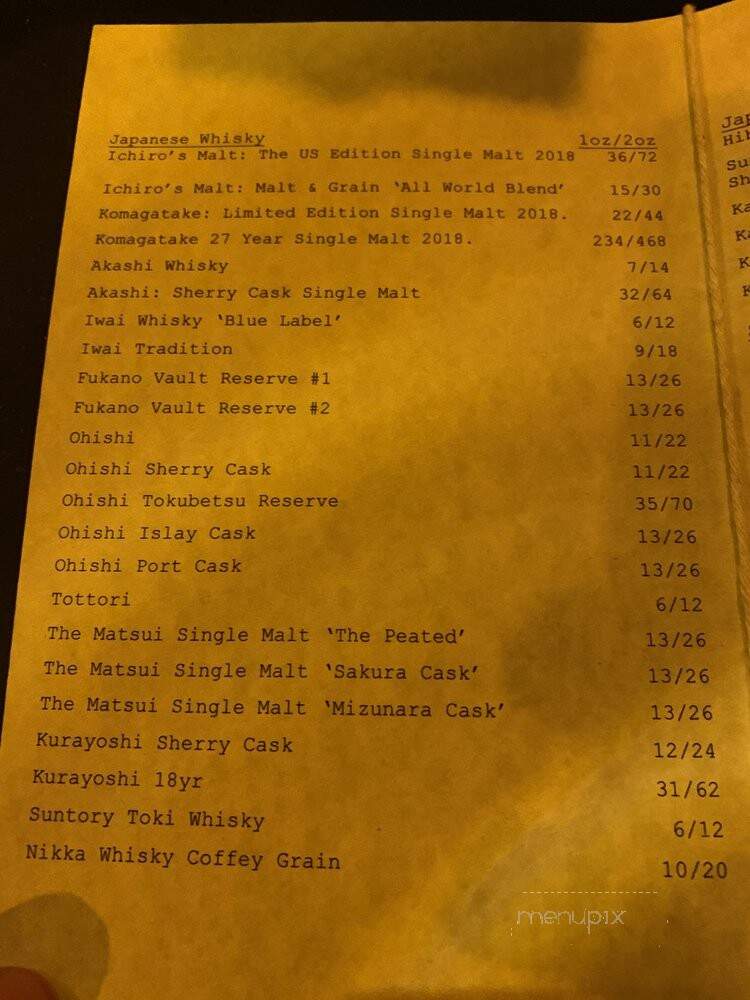 Japanese Whisky 1oz/2oz
Ichiro's Malt: The US Edition Single Malt 2018 36/72
Ichiro's Malt: Malt & Grain ‘All World Blend’ 15/30
Komagatake: Limited Edition Single Malt 2018. 22/44
Komagatake 27 Year Single Malt 2018. 234/468
Akashi Whisky 7/14
Akashi: Sherry Cask Single Malt 32/64
Iwai Whisky ‘Blue Label’ 6/12
Iwai Tradition 9/18
Fukano Vault Reserve #1 13/26
Fukano Vault Reserve #2 13/26
Ohishi 11/22
Ohishi Sherry Cask 11/22
Ohishi Tokubetsu Reserve 35/70
Ohishi Islay Cask 13/26
Ohishi Port Cask 13/26
Tottori 6/12
The Matsui Single Malt ‘The Peated’ 13/26
The Matsui Single Malt ‘Sakura Cask’ 13/26
The Matsui Single Malt ‘Mizunara Cask’ 13/26
Kurayoshi Sherry Cask 12/24
Kurayoshi 18yr 31/62
Suntory Toki Whisky 6/12
Nikka Whisky Coffey Grain 10/20
menupix